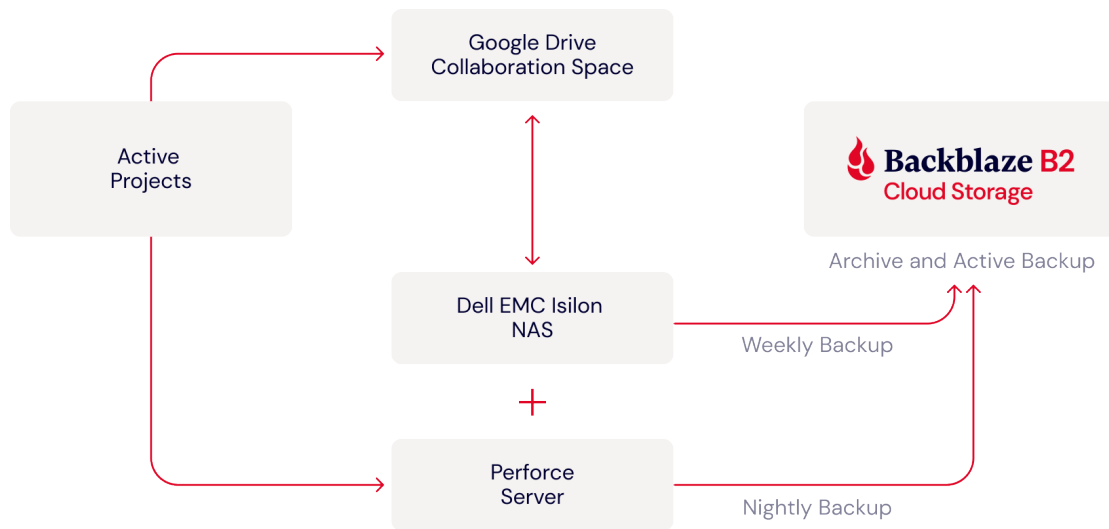 Google Drive
Collaboration Space
Active
Projects
Backblaze B2
Cloud Storage
Archive and Active Backup
Dell EMC Isilon
NAS
Weekly Backup
+
Perforce
Server
Nightly Backup